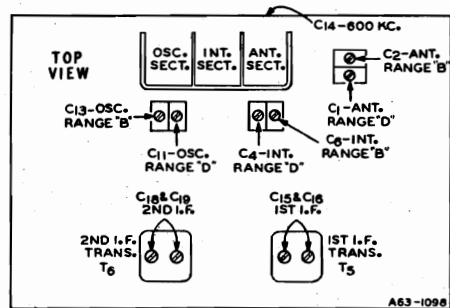 C14-600 KC.
TOP
VIEW
OSC.
SECT.
INT.
SECT.
ANT.
SECT.
C2-ANT.
RANGE "B"
C1-ANT.
RANGE "D"
C13-OSC.
RANGE "B"
C11-OSC.
RANGE "D"
C4-INT.
RANGE "D"
C6-INT.
RANGE "B"
C18 & C19
2ND I.F.
C15 & C16
1ST I.F.
2ND I.F.
TRANS.
T6
1ST I.F.
TRANS.
T5
A63-1098